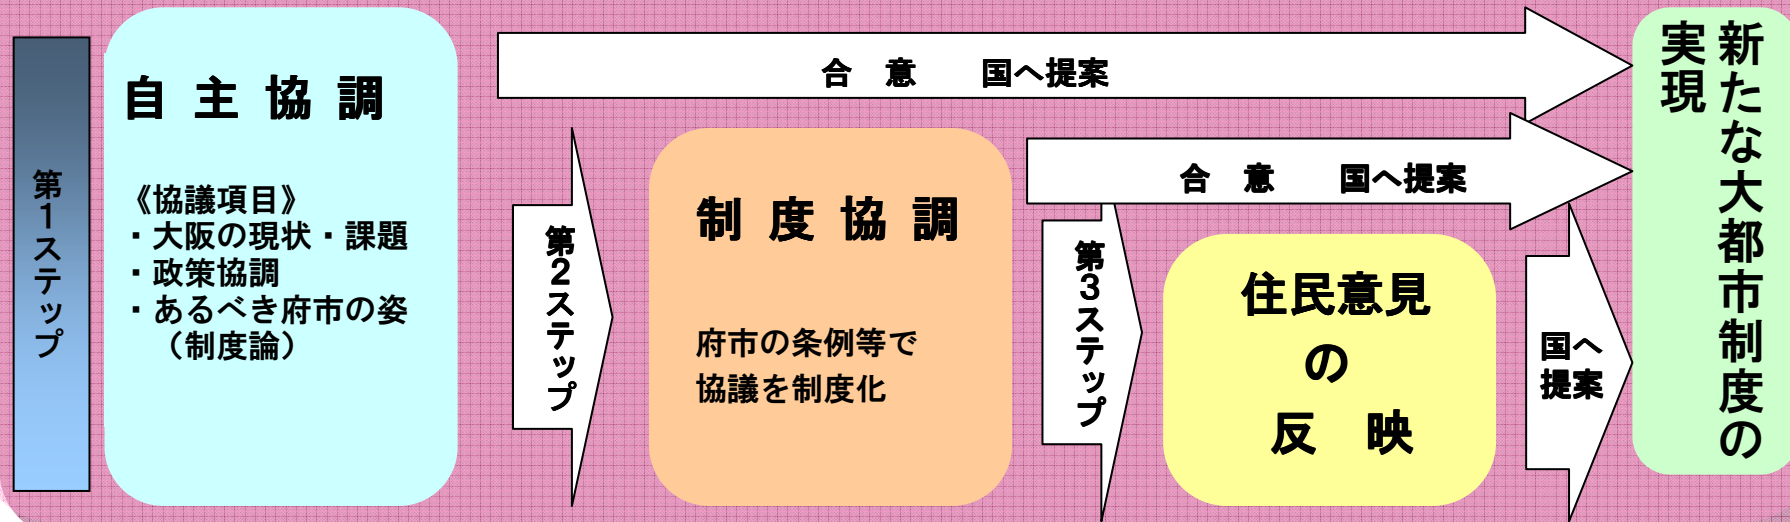 第1ステップ
自主協調
《協議項目》
・大阪の現状・課題
・政策協調
・あるべき府市の姿
（制度論）
合意　国へ提案
第2ステップ
制度協調
府市の条例等で
協議を制度化
合意　国へ提案
第3ステップ
住民意見
の
反映
国へ
提案
新たな大都市制度の
実現